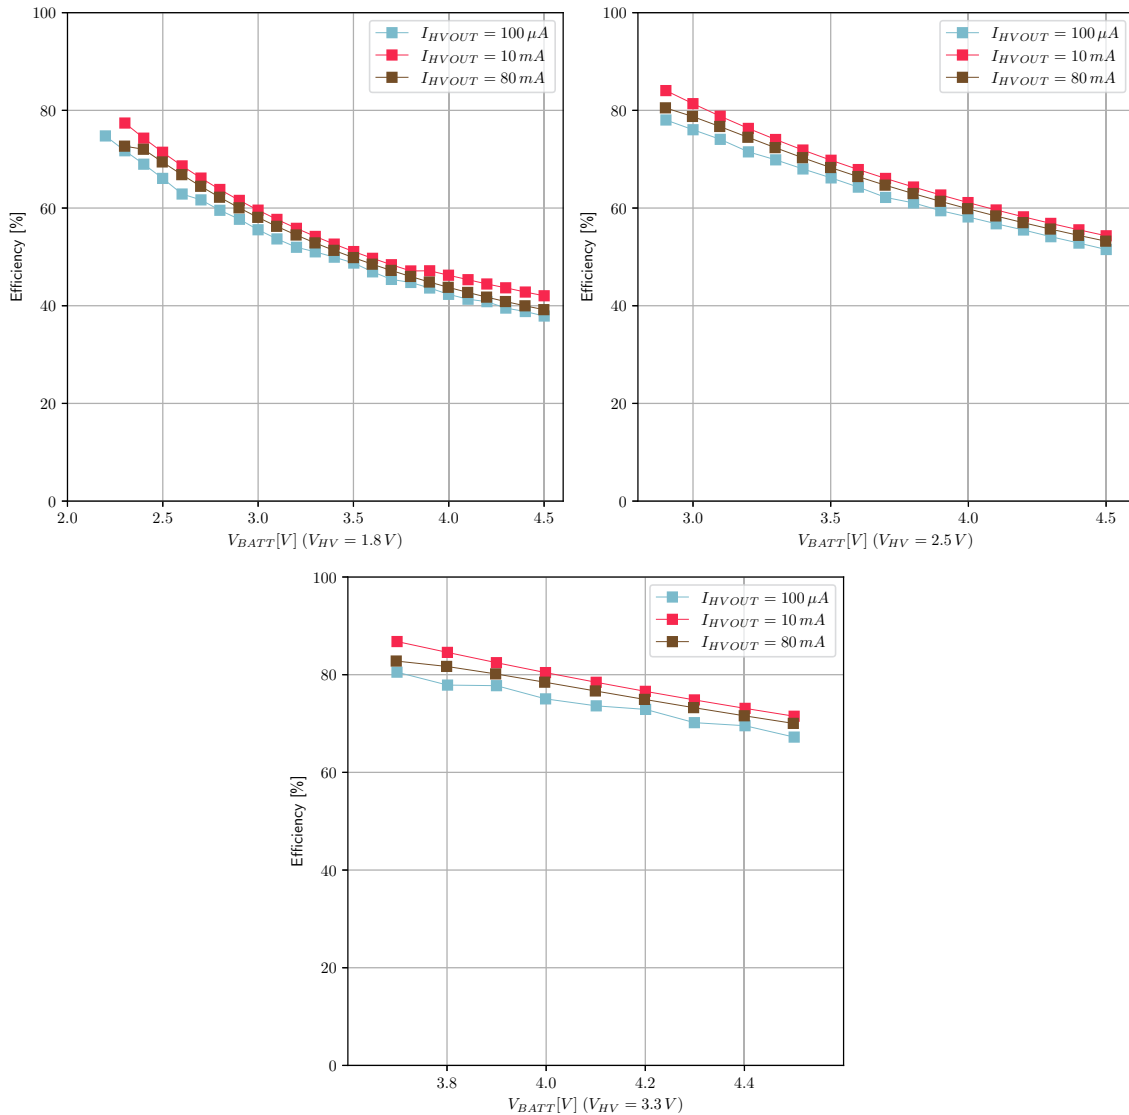 100
80
60
40
20
0
Efficiency [%]
2.0 2.5 3.0 3.5 4.0 4.5
V_BATT[V] (V_HV = 1.8 V)
I_HVOUT = 100 μA
I_HVOUT = 10 mA
I_HVOUT = 80 mA
100
80
60
40
20
0
Efficiency [%]
3.0 3.5 4.0 4.5
V_BATT[V] (V_HV = 2.5 V)
I_HVOUT = 100 μA
I_HVOUT = 10 mA
I_HVOUT = 80 mA
100
80
60
40
20
0
Efficiency [%]
3.8 4.0 4.2 4.4
V_BATT[V] (V_HV = 3.3 V)
I_HVOUT = 100 μA
I_HVOUT = 10 mA
I_HVOUT = 80 mA